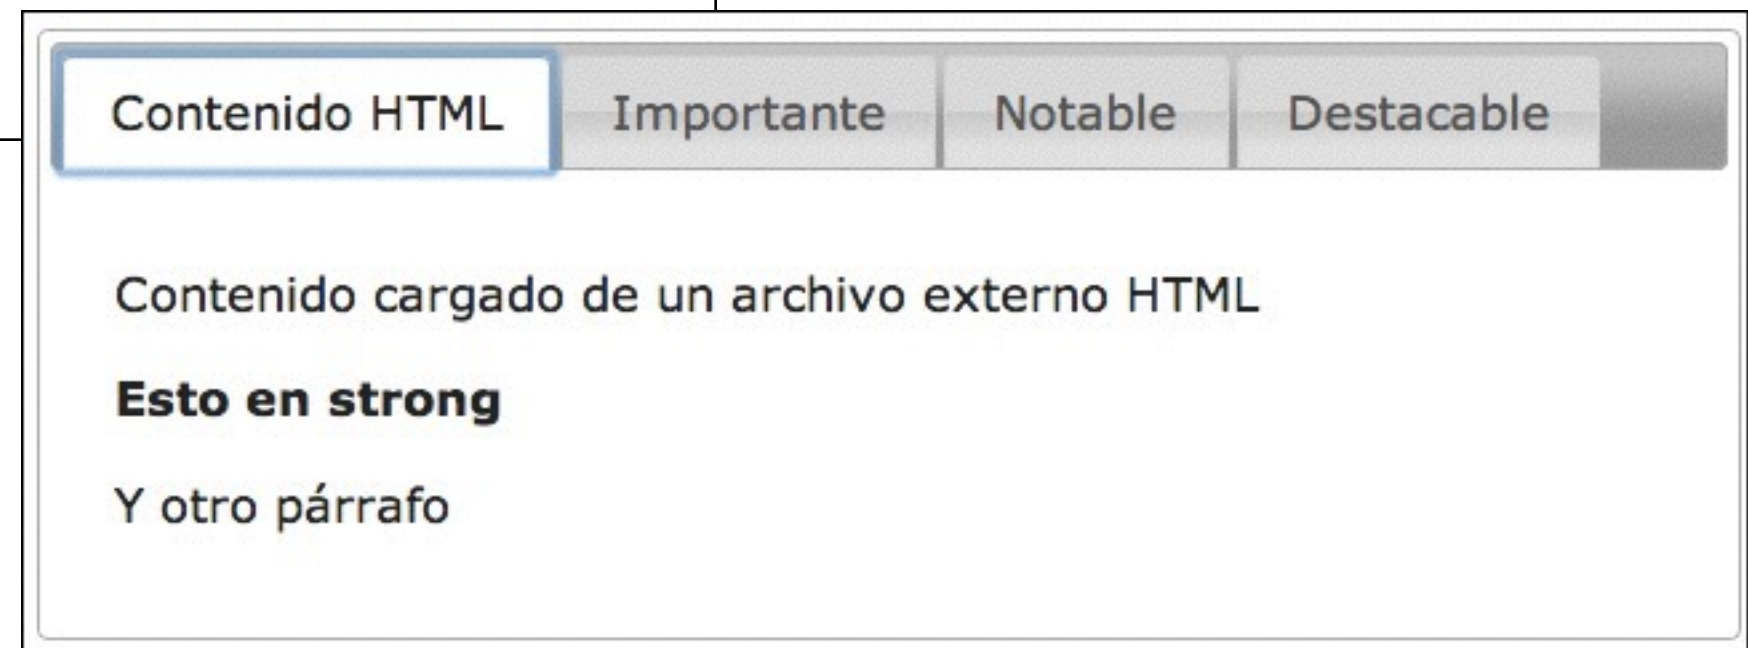 Contenido HTML Importante Notable Destacable
Contenido cargado de un archivo externo HTML
Esto en strong
Y otro párrafo